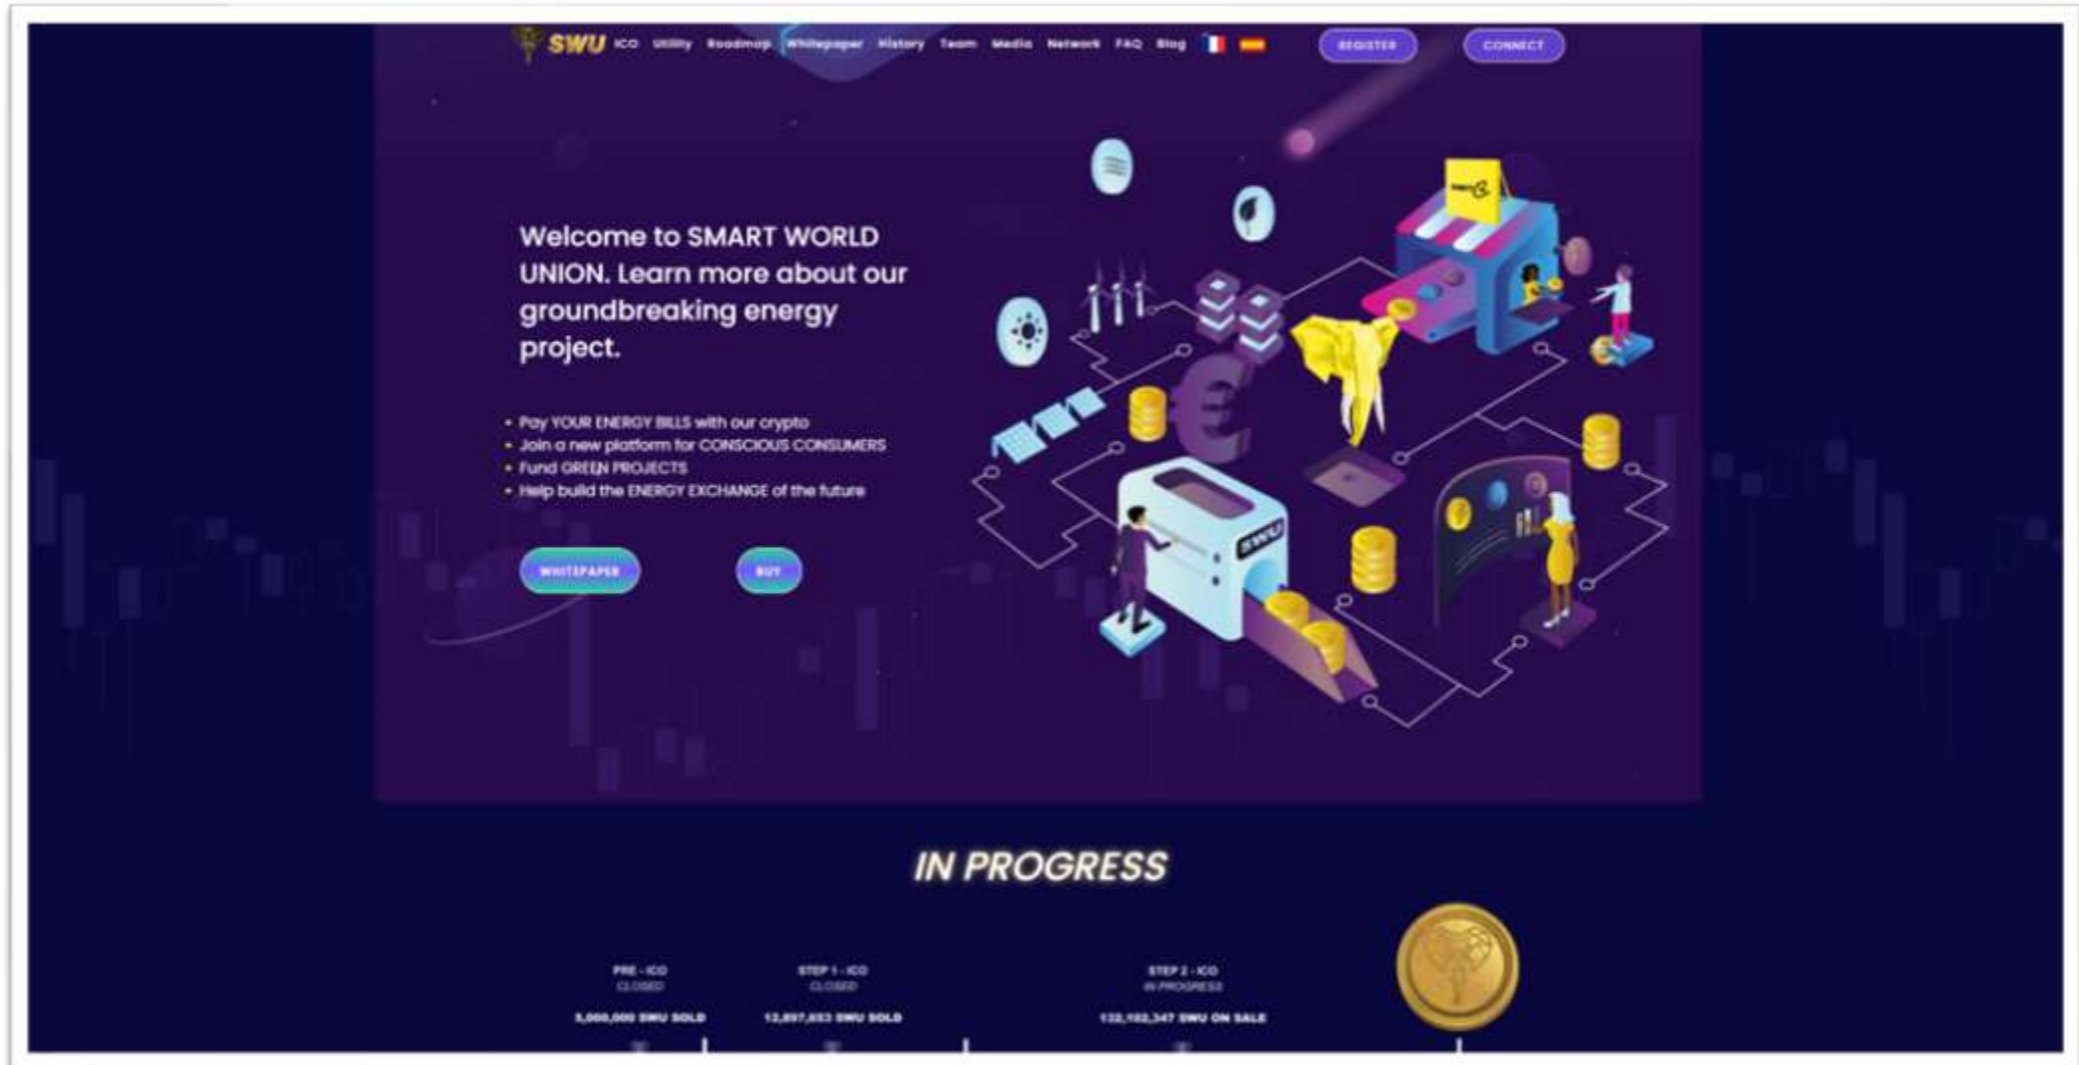 SWU ICO Utility Roadmap Whitepaper History Team Media Network FAQ Blog REGISTER CONNECT
Welcome to SMART WORLD
UNION. Learn more about our
groundbreaking energy
project.
• Pay YOUR ENERGY BILLS with our crypto
• Join a new platform for CONSCIOUS CONSUMERS
• Fund GREEN PROJECTS
• Help build the ENERGY EXCHANGE of the future
WHITEPAPER BUY
SWU
IN PROGRESS
PRE - ICO STEP 1 - ICO STEP 2 - ICO
CLOSED CLOSED IN PROGRESS
SWU SOLD SWU SOLD SWU ON SALE